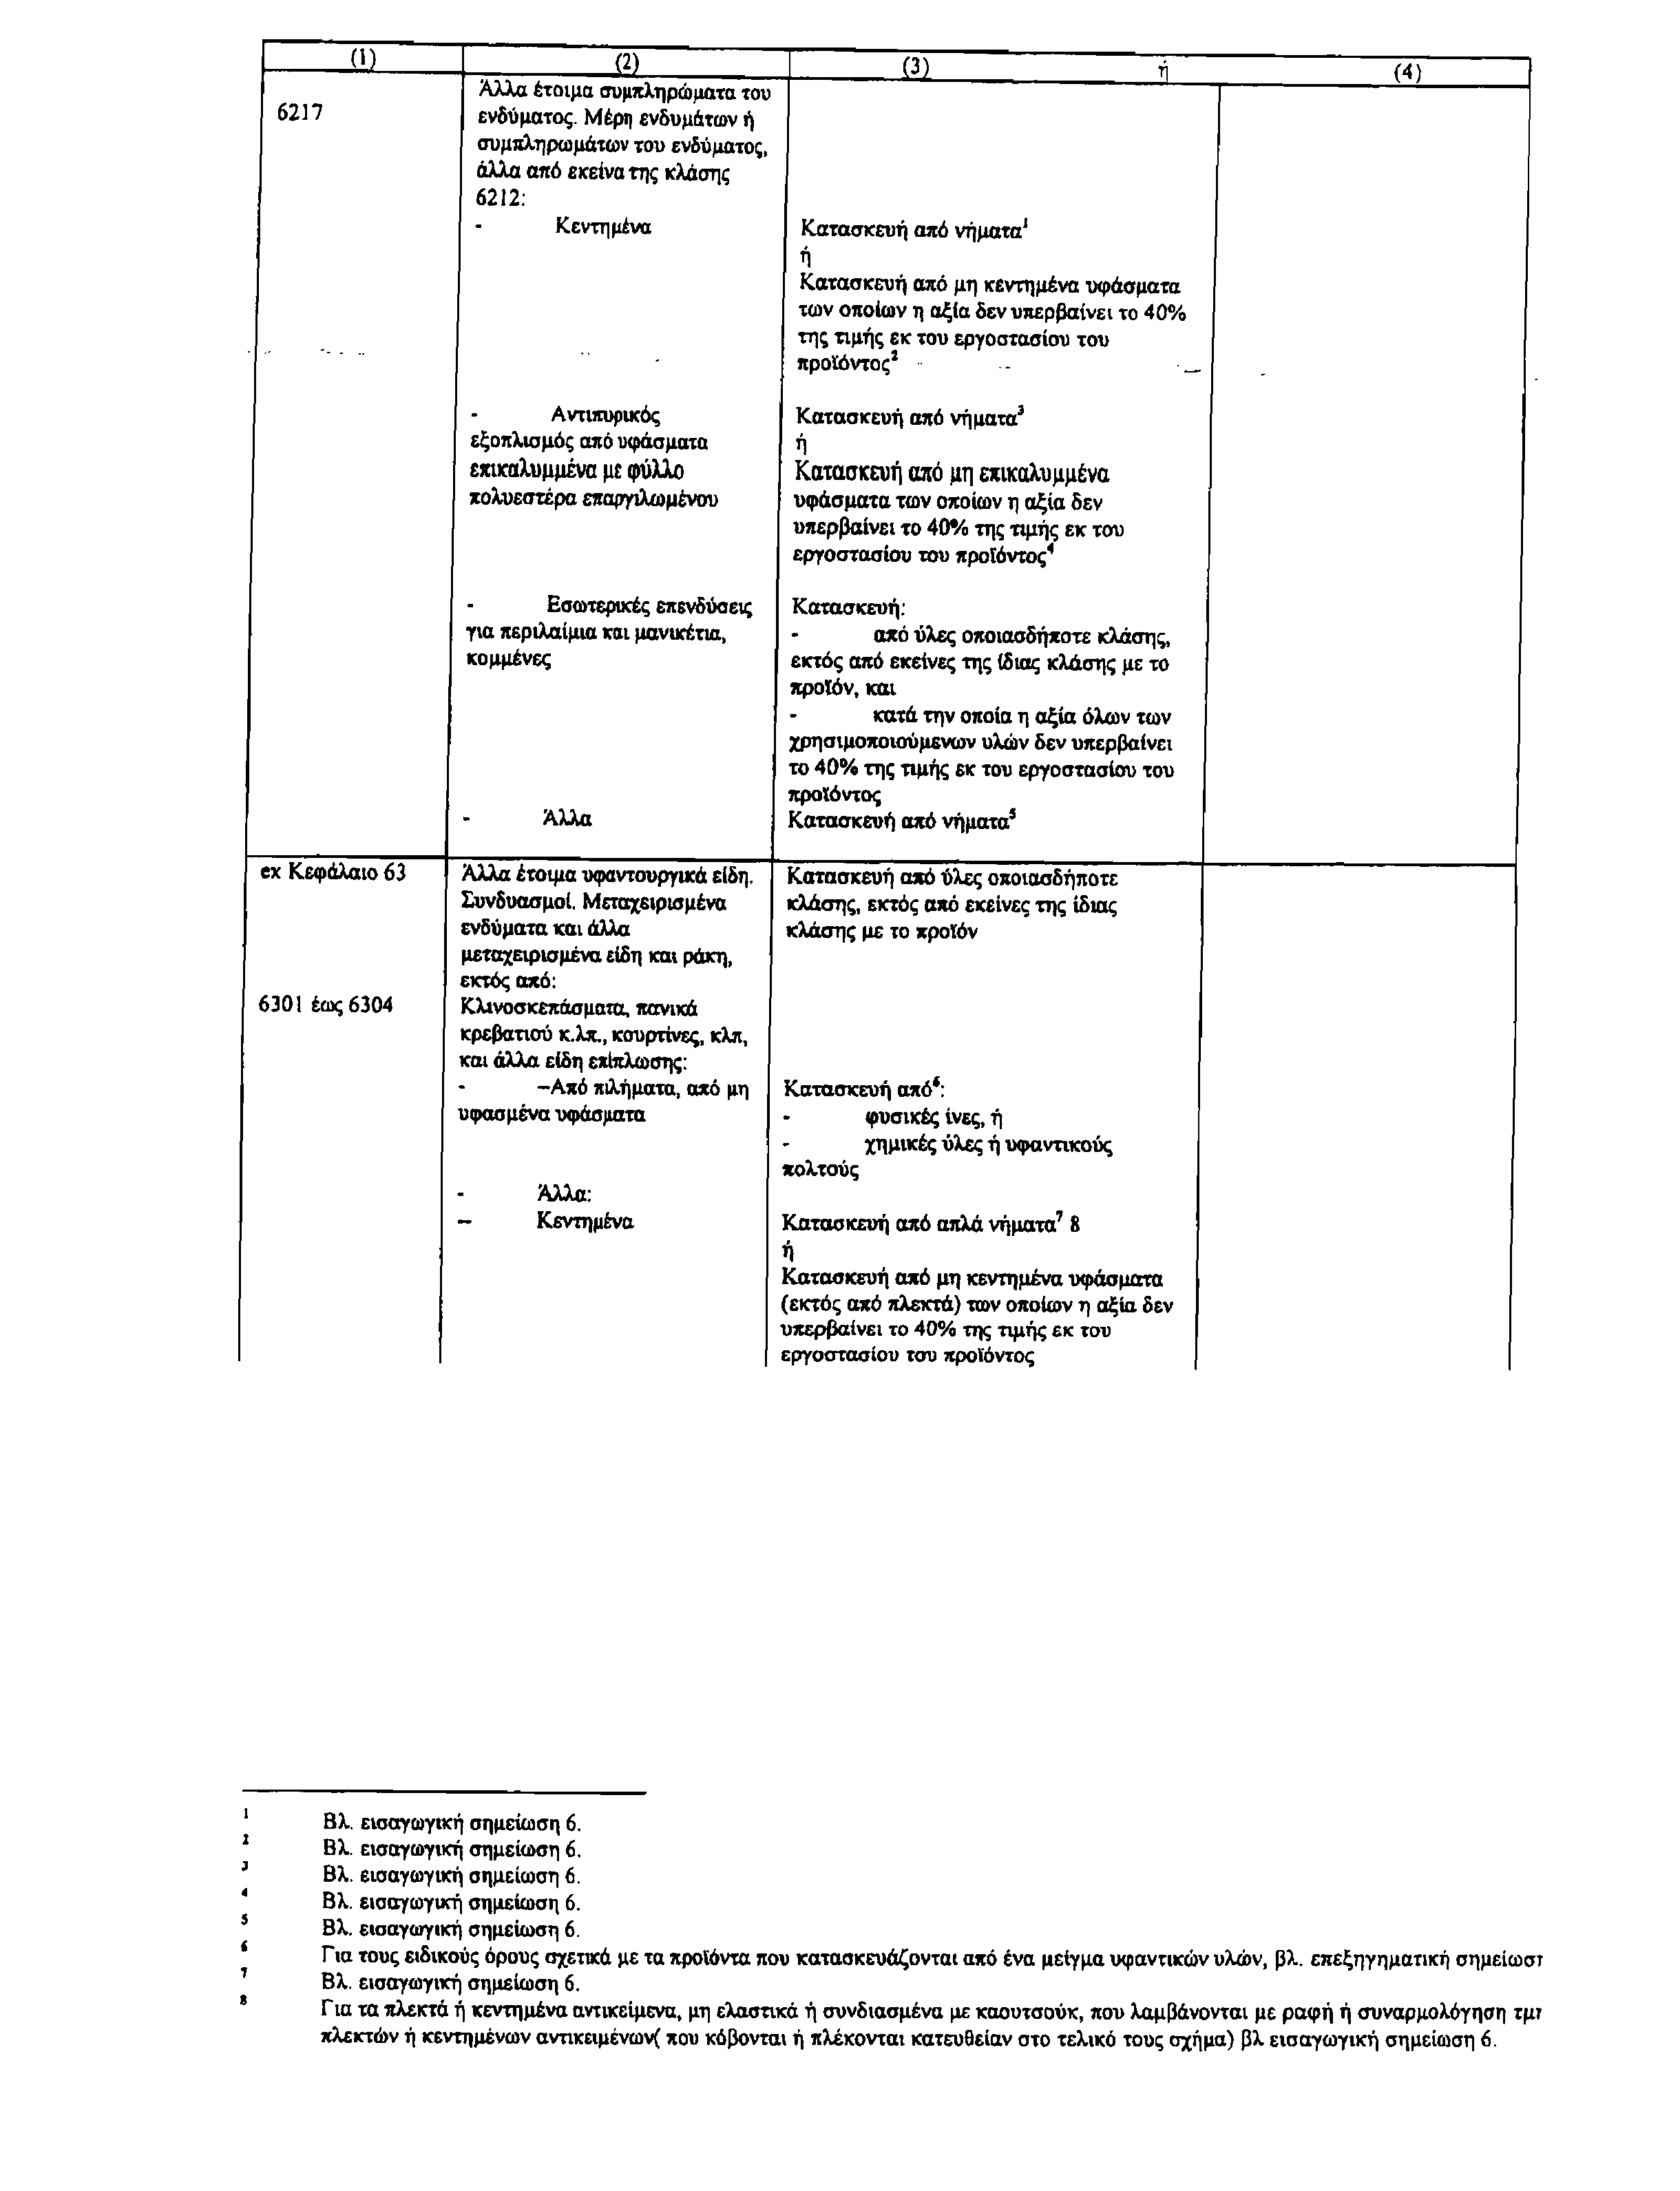 (1) (2) (3) ή (4)
6217
Άλλα έτοιμα συμπληρώματα του
ενδύματος. Μέρη ενδυμάτων ή
συμπληρωμάτων του ενδύματος,
άλλα από εκείνα της κλάσης
6212:
- Κεντημένα
Κατασκευή από νήματα¹
ή
Κατασκευή από μη κεντημένα υφάσματα
των οποίων η αξία δεν υπερβαίνει το 40%
της τιμής εκ του εργοστασίου του
προϊόντος²
- Αντιπυρικός
εξοπλισμός από υφάσματα
επικαλυμμένα με φύλλο
πολυεστέρα επαργιλωμένου
Κατασκευή από νήματα³
ή
Κατασκευή από μη επικαλυμμένα
υφάσματα των οποίων η αξία δεν
υπερβαίνει το 40% της τιμής εκ του
εργοστασίου του προϊόντος⁴
- Εσωτερικές επενδύσεις
για περιλαίμια και μανικέτια,
κομμένες
Κατασκευή:
- από ύλες οποιασδήποτε κλάσης,
εκτός από εκείνες της ίδιας κλάσης με το
προϊόν, και
- κατά την οποία η αξία όλων των
χρησιμοποιούμενων υλών δεν υπερβαίνει
το 40% της τιμής εκ του εργοστασίου του
προϊόντος
- Άλλα
Κατασκευή από νήματα⁵
ex Κεφάλαιο 63
Άλλα έτοιμα υφαντουργικά είδη.
Συνδυασμοί. Μεταχειρισμένα
ενδύματα και άλλα
μεταχειρισμένα είδη και ράκη,
εκτός από:
Κατασκευή από ύλες οποιασδήποτε
κλάσης, εκτός από εκείνες της ίδιας
κλάσης με το προϊόν
6301 έως 6304
Κλινοσκεπάσματα, πανικά
κρεβατιού κ.λπ., κουρτίνες, κλπ,
και άλλα είδη επίπλωσης:
- –Από πιλήματα, από μη
υφασμένα υφάσματα
Κατασκευή από⁶:
- φυσικές ίνες, ή
- χημικές ύλες ή υφαντικούς
πολτούς
- Άλλα:
– Κεντημένα
Κατασκευή από απλά νήματα⁷ 8
ή
Κατασκευή από μη κεντημένα υφάσματα
(εκτός από πλεκτά) των οποίων η αξία δεν
υπερβαίνει το 40% της τιμής εκ του
εργοστασίου του προϊόντος
1 Βλ. εισαγωγική σημείωση 6.
2 Βλ. εισαγωγική σημείωση 6.
3 Βλ. εισαγωγική σημείωση 6.
4 Βλ. εισαγωγική σημείωση 6.
5 Βλ. εισαγωγική σημείωση 6.
6 Για τους ειδικούς όρους σχετικά με τα προϊόντα που κατασκευάζονται από ένα μείγμα υφαντικών υλών, βλ. επεξηγηματική
7 Βλ. εισαγωγική σημείωση 6.
8 Για τα πλεκτά ή κεντημένα αντικείμενα, μη ελαστικά ή συνδιασμένα με καουτσούκ, που λαμβάνονται με ραφή ή συναρμολόγηση
πλεκτών ή κεντημένων αντικειμένων( που κόβονται ή πλέκονται κατευθείαν στο τελικό τους σχήμα) βλ εισαγωγική σημείωση 6.